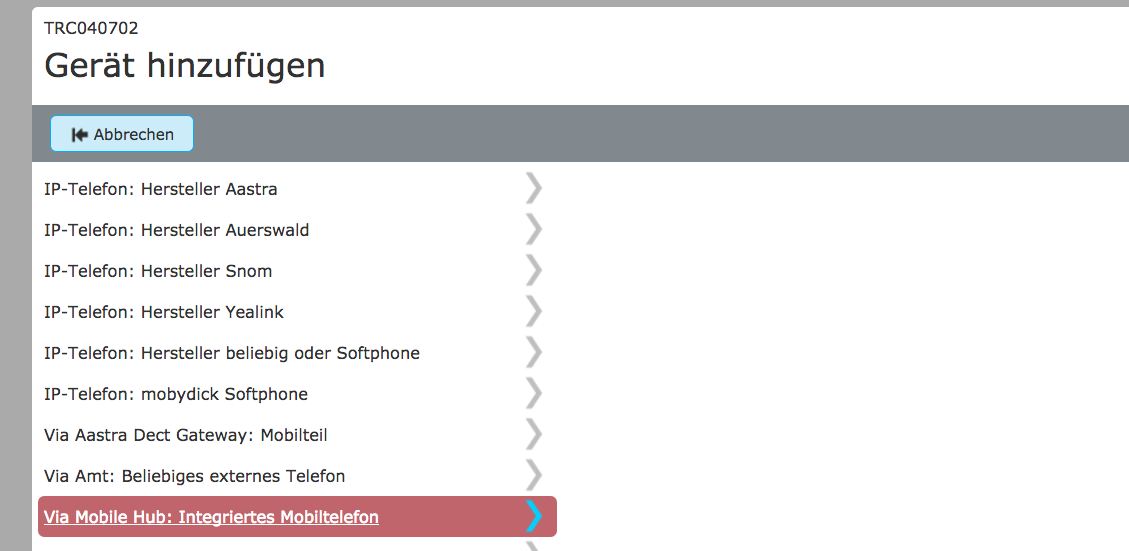 TRC040702
Gerät hinzufügen
Abbrechen
IP-Telefon: Hersteller Aastra
IP-Telefon: Hersteller Auerswald
IP-Telefon: Hersteller Snom
IP-Telefon: Hersteller Yealink
IP-Telefon: Hersteller beliebig oder Softphone
IP-Telefon: mobydick Softphone
Via Aastra Dect Gateway: Mobilteil
Via Amt: Beliebiges externes Telefon
Via Mobile Hub: Integriertes Mobiltelefon